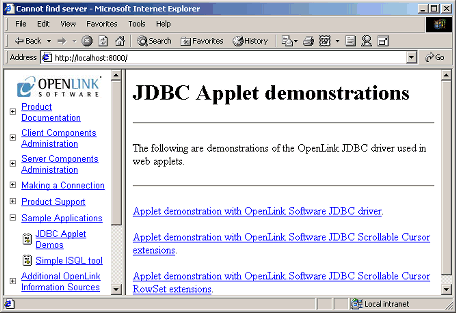 Cannot find server - Microsoft Internet Explorer
File Edit View Favorites Tools Help
Back Search Favorites History
Address http://localhost:8000/ Go
OPENLINK
SOFTWARE
Product
Documentation
Client Components
Administration
Server Components
Administration
Making a Connection
Product Support
Sample Applications
JDBC Applet
Demos
Simple ISQL tool
Additional OpenLink
Information Sources
JDBC Applet demonstrations
The following are demonstrations of the OpenLink JDBC driver used in
web applets.
Applet demonstration with OpenLink Software JDBC driver.
Applet demonstration with OpenLink Software JDBC Scrollable Cursor
extensions.
Applet demonstration with OpenLink Software JDBC Scrollable Cursor
RowSet extensions.
Local intranet